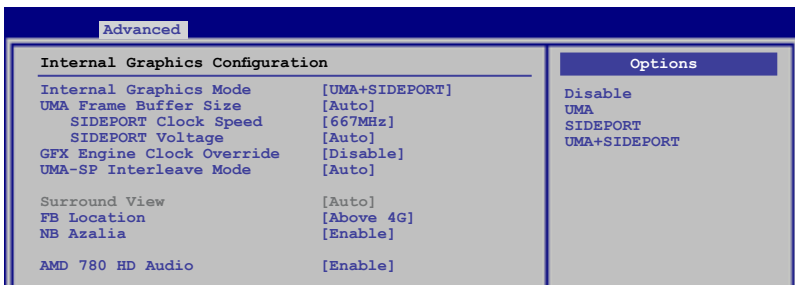 Advanced
Internal Graphics Configuration
Internal Graphics Mode [UMA+SIDEPORT]
UMA Frame Buffer Size [Auto]
SIDEPORT Clock Speed [667MHz]
SIDEPORT Voltage [Auto]
GFX Engine Clock Override [Disable]
UMA-SP Interleave Mode [Auto]
Surround View [Auto]
FB Location [Above 4G]
NB Azalia [Enable]
AMD 780 HD Audio [Enable]
Options
Disable
UMA
SIDEPORT
UMA+SIDEPORT